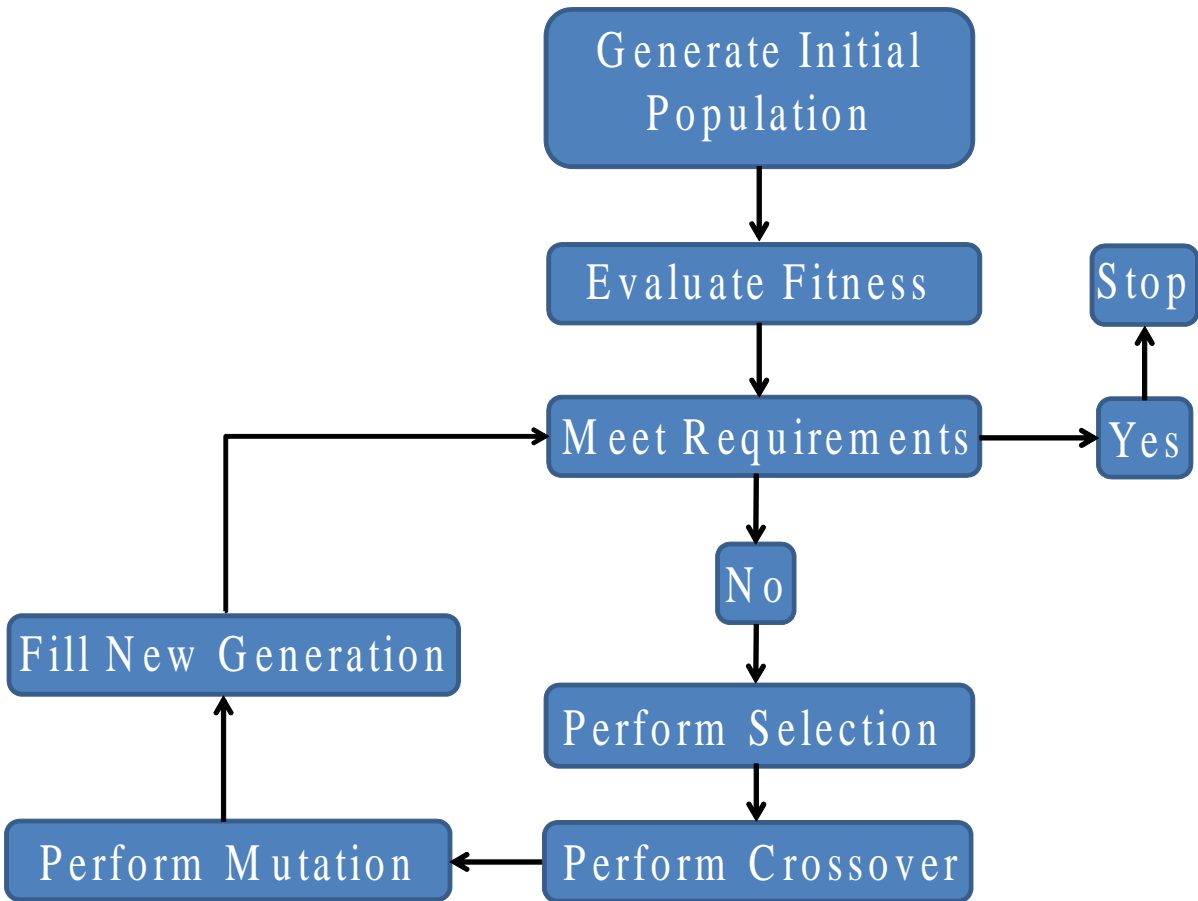 Generate Initial
Population
Evaluate Fitness
Stop
Meet Requirements
Yes
No
Fill New Generation
Perform Selection
Perform Mutation
Perform Crossover